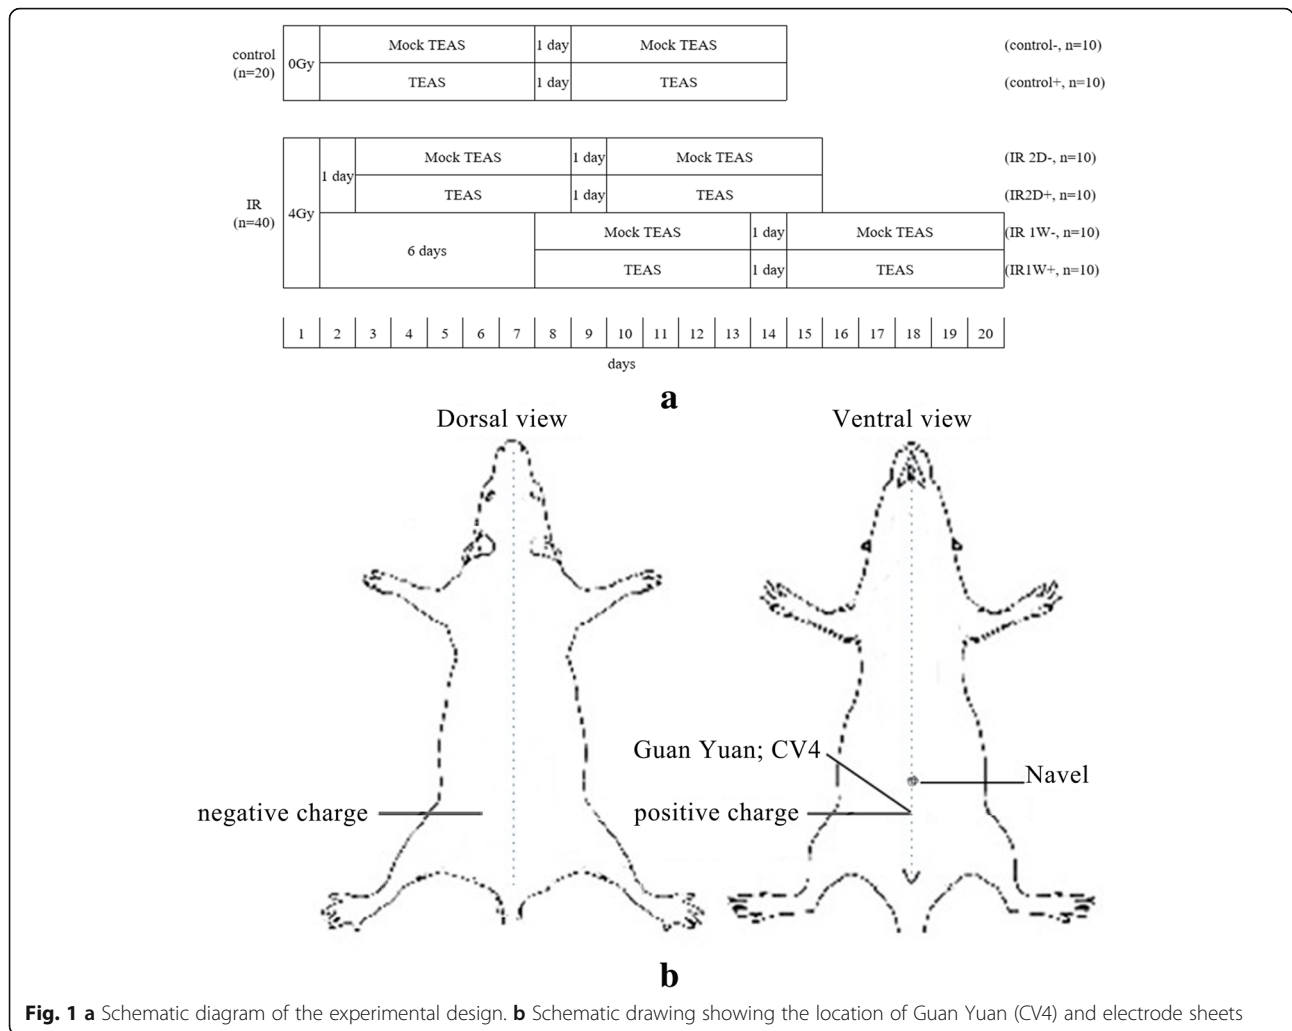 control
(n=20)
0Gy
Mock TEAS 1 day Mock TEAS (control-, n=10)
TEAS 1 day TEAS (control+, n=10)
IR
(n=40)
4Gy
1 day
Mock TEAS 1 day Mock TEAS (IR 2D-, n=10)
TEAS 1 day TEAS (IR2D+, n=10)
6 days
Mock TEAS 1 day Mock TEAS (IR 1W-, n=10)
TEAS 1 day TEAS (IR1W+, n=10)
1 2 3 4 5 6 7 8 9 10 11 12 13 14 15 16 17 18 19 20
days
a
Dorsal view
Ventral view
Guan Yuan; CV4
Navel
negative charge
positive charge
b
Fig. 1 a Schematic diagram of the experimental design. b Schematic drawing showing the location of Guan Yuan (CV4) and electrode sheets